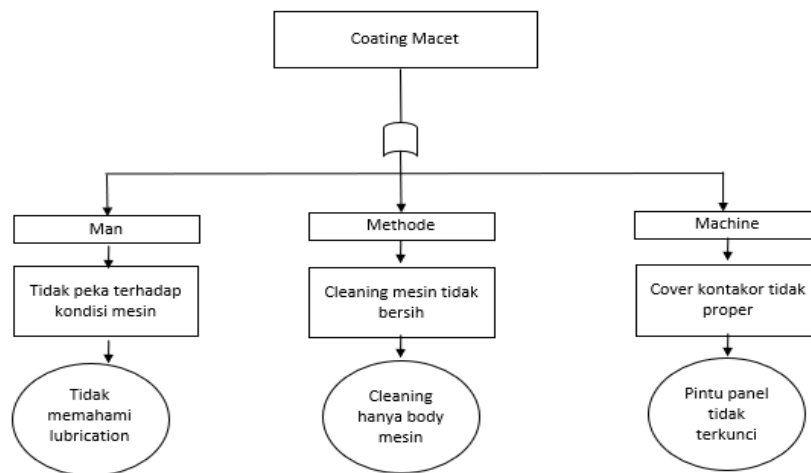 Coating Macet
Man
Methode
Machine
Tidak peka terhadap
kondisi mesin
Cleaning mesin tidak
bersih
Cover kontakor tidak
proper
Tidak
memahami
lubrication
Cleaning
hanya body
mesin
Pintu panel
tidak
terkunci